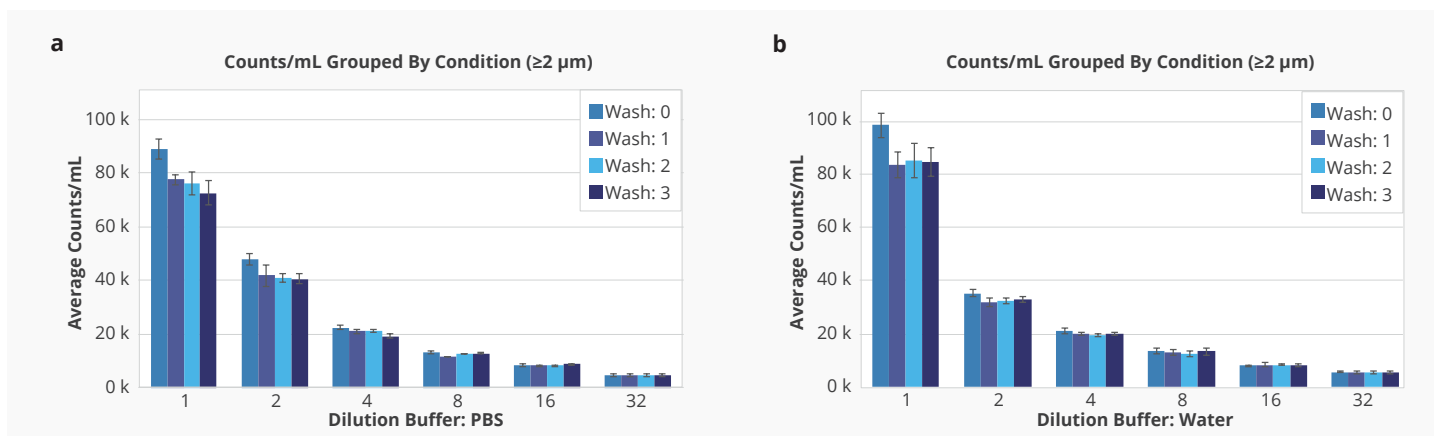 a
Counts/mL Grouped By Condition (≥2 µm)
Average Counts/mL
100 k
80 k
60 k
40 k
20 k
0 k
Wash: 0
Wash: 1
Wash: 2
Wash: 3
1 2 4 8 16 32
Dilution Buffer: PBS
b
Counts/mL Grouped By Condition (≥2 µm)
Average Counts/mL
100 k
80 k
60 k
40 k
20 k
0 k
Wash: 0
Wash: 1
Wash: 2
Wash: 3
1 2 4 8 16 32
Dilution Buffer: Water